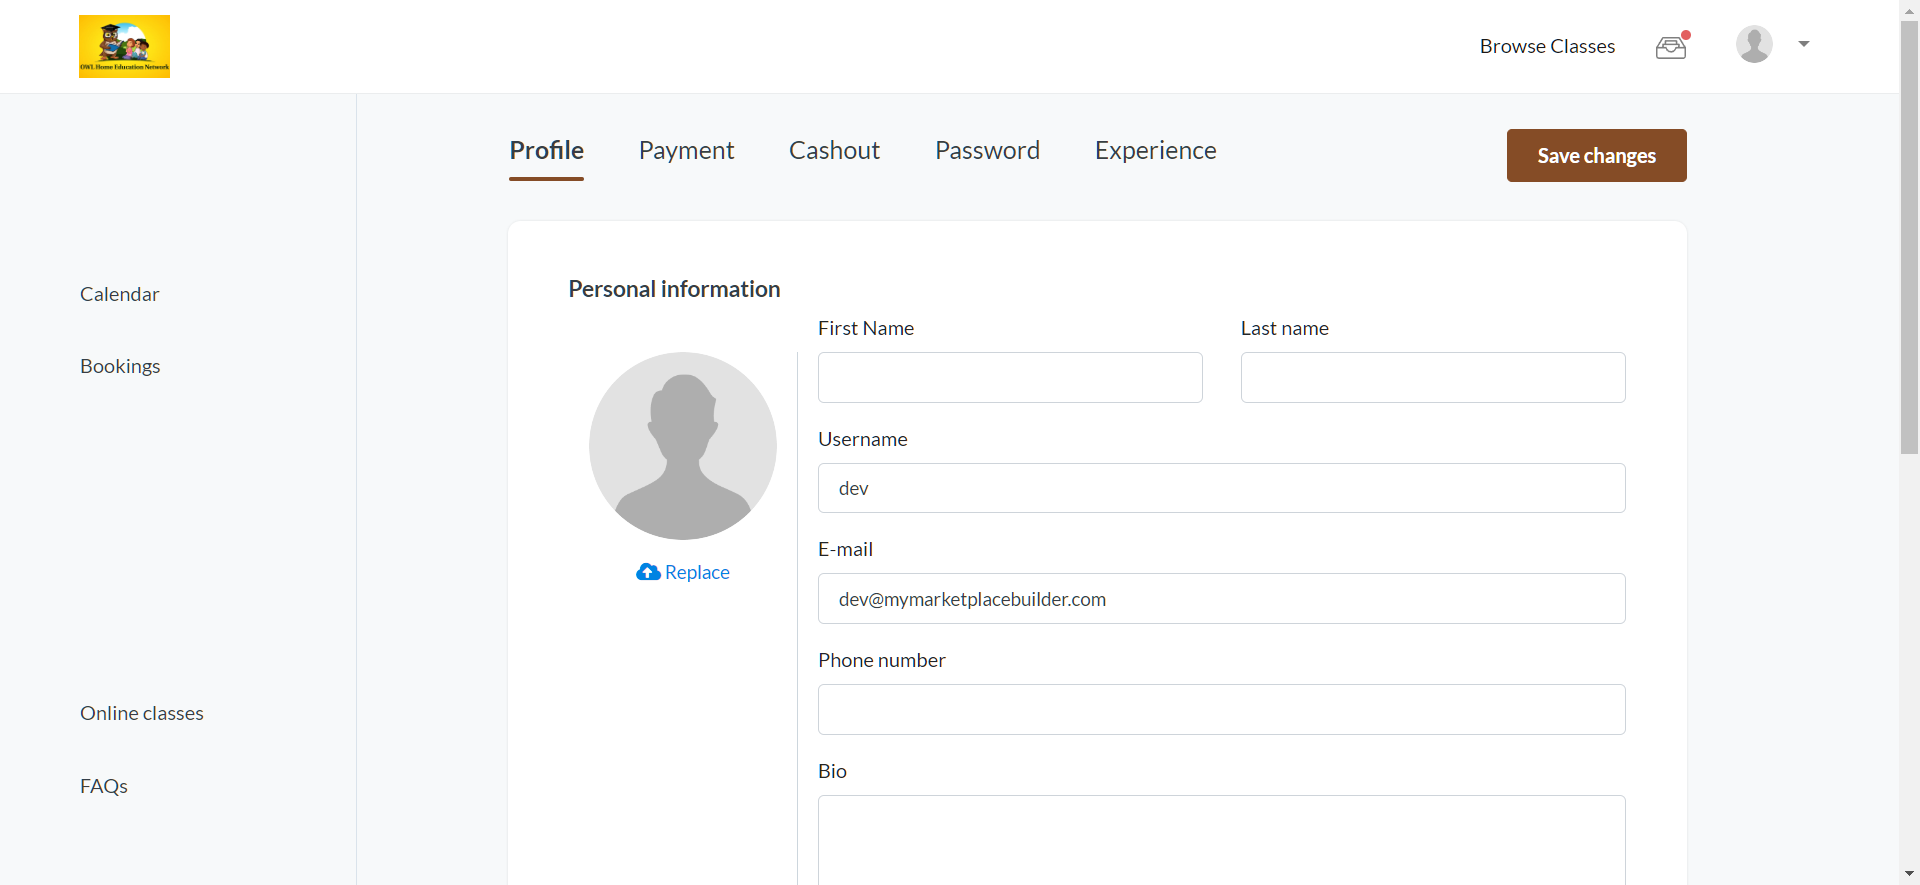 OWL Home Education Network
Browse Classes
Profile Payment Cashout Password Experience
Save changes
Calendar
Bookings
Online classes
FAQs
Personal information
Replace
First Name
Last name
Username
dev
E-mail
dev@mymarketplacebuilder.com
Phone number
Bio